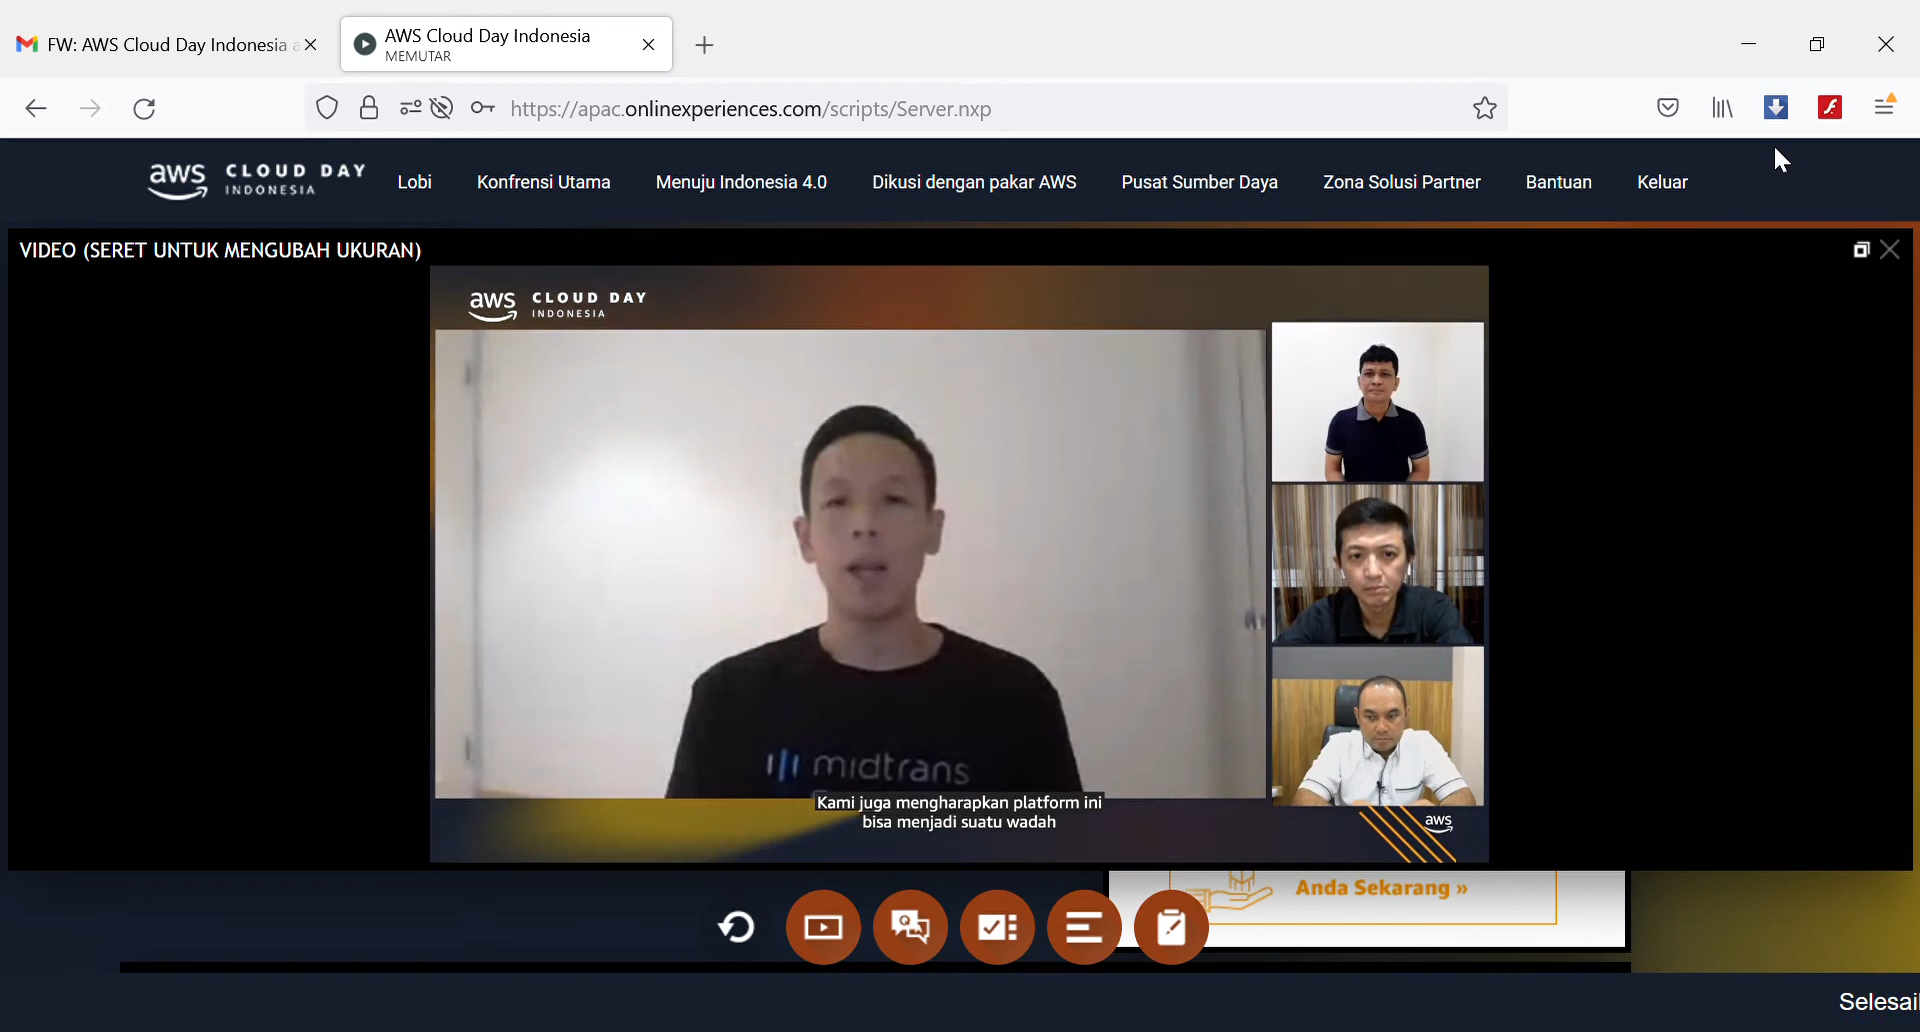 FW: AWS Cloud Day Indonesia
AWS Cloud Day Indonesia
MEMUTAR
https://apac.onlinexperiences.com/scripts/Server.nxp
aws CLOUD DAY
INDONESIA
Lobi
Konfrensi Utama
Menuju Indonesia 4.0
Dikusi dengan pakar AWS
Pusat Sumber Daya
Zona Solusi Partner
Bantuan
Keluar
VIDEO (SERET UNTUK MENGUBAH UKURAN)
aws CLOUD DAY
INDONESIA
midtrans
Kami juga mengharapkan platform ini
bisa menjadi suatu wadah
aws
Anda Sekarang »
Selesai